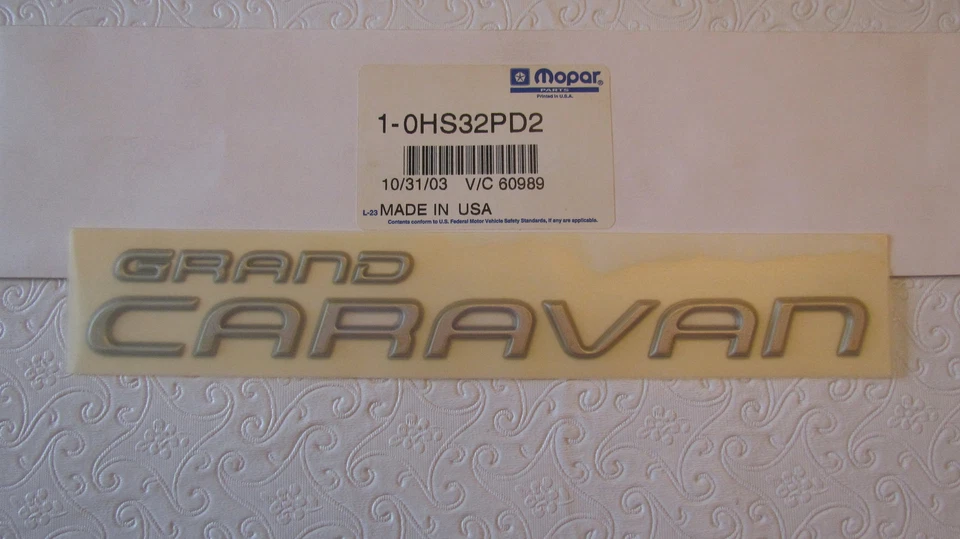 Mopar®
PARTS
Printed in U.S.A.
1-0HS32PD2
10/31/03 V/C 60989
L-23 MADE IN USA
Contents conform to U.S. Federal Motor Vehicle Safety Standards, if any are applicable.
GRAND
CARAVAN